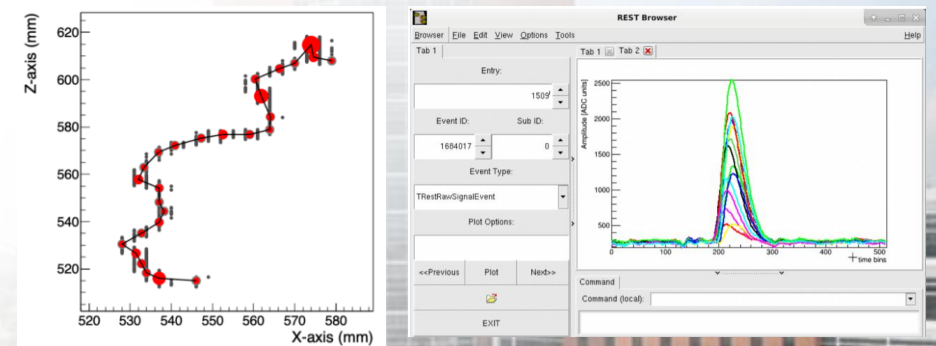 Z-axis (mm)
620
600
580
560
540
520
520 530 540 550 560 570 580
X-axis (mm)
REST Browser
Browser File Edit View Options Tools Help
Tab 1
Entry:
1509
Event ID: Sub ID:
1684017 0
Event Type:
TRestRawSignalEvent
Plot Options:
<<Previous Plot Next>>
EXIT
Tab 1 Tab 2
Amplitude [ADC units]
2500
2000
1500
1000
500
0 100 200 300 400 500
time bins
Command
Command (local):